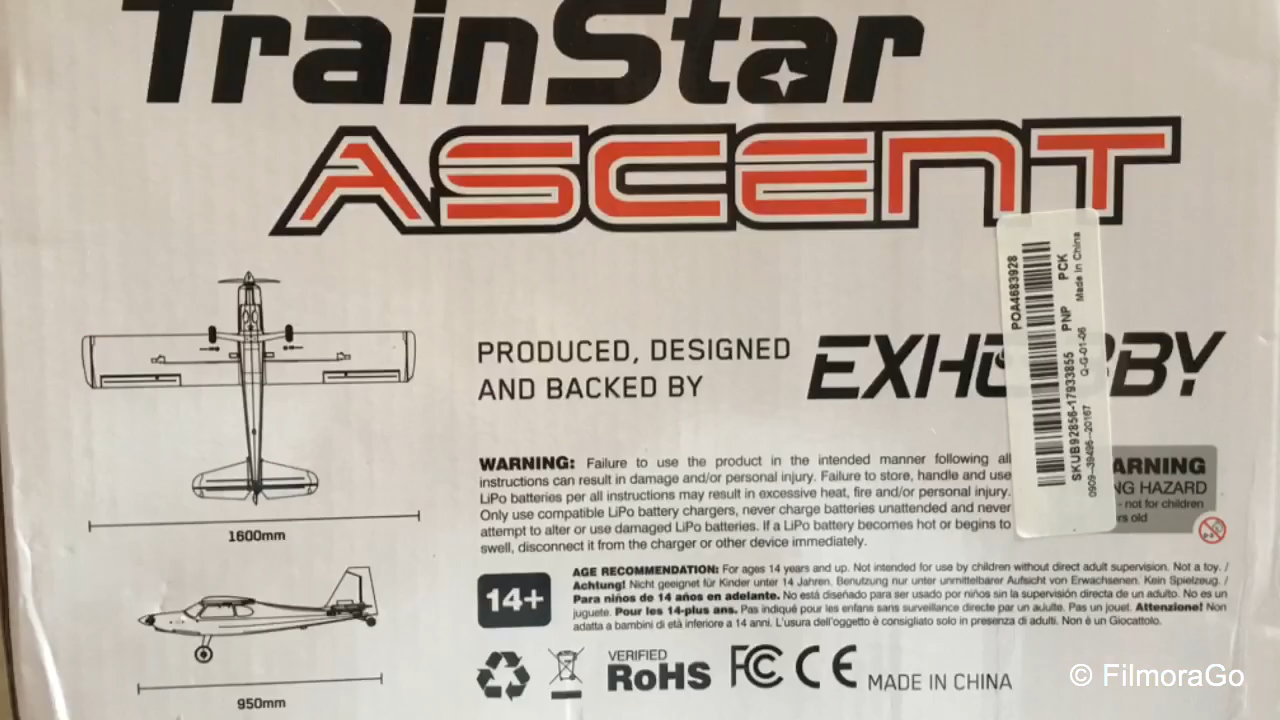 TrainStar
ASCENT
PRODUCED, DESIGNED
AND BACKED BY
EXHOBBY
POA4683928
SKUB92856-17933855 PNP PCK
0909--39496--20167 Q-G-01-06 Made In China
1600mm
950mm
WARNING: Failure to use the product in the intended manner following all
instructions can result in damage and/or personal injury. Failure to store, handle and use
LiPo batteries per all instructions may result in excessive heat, fire and/or personal injury.
Only use compatible LiPo battery chargers, never charge batteries unattended and never
attempt to alter or use damaged LiPo batteries. If a LiPo battery becomes hot or begins to
swell, disconnect it from the charger or other device immediately.
ARNING
NG HAZARD
- not for children
rs old
14+
AGE RECOMMENDATION: For ages 14 years and up. Not intended for use by children without direct adult supervision. Not a toy. /
Achtung! Nicht geeignet für Kinder unter 14 Jahren. Benutzung nur unter unmittelbarer Aufsicht von Erwachsenen. Kein Spielzeug. /
Para niños de 14 años en adelante. No está diseñado para ser usado por niños sin la supervisión directa de un adulto. No es un
juguete. Pour les 14-plus ans. Pas indiqué pour les enfans sans surveillance directe par un adulte. Pas un jouet. Attenzione! Non
adatta a bambini di età inferiore a 14 anni. L'usura dell'oggetto è consigliato solo in presenza di adulti. Non è un Giocattolo.
VERIFIED
RoHS FC CE MADE IN CHINA
© FilmoraGo